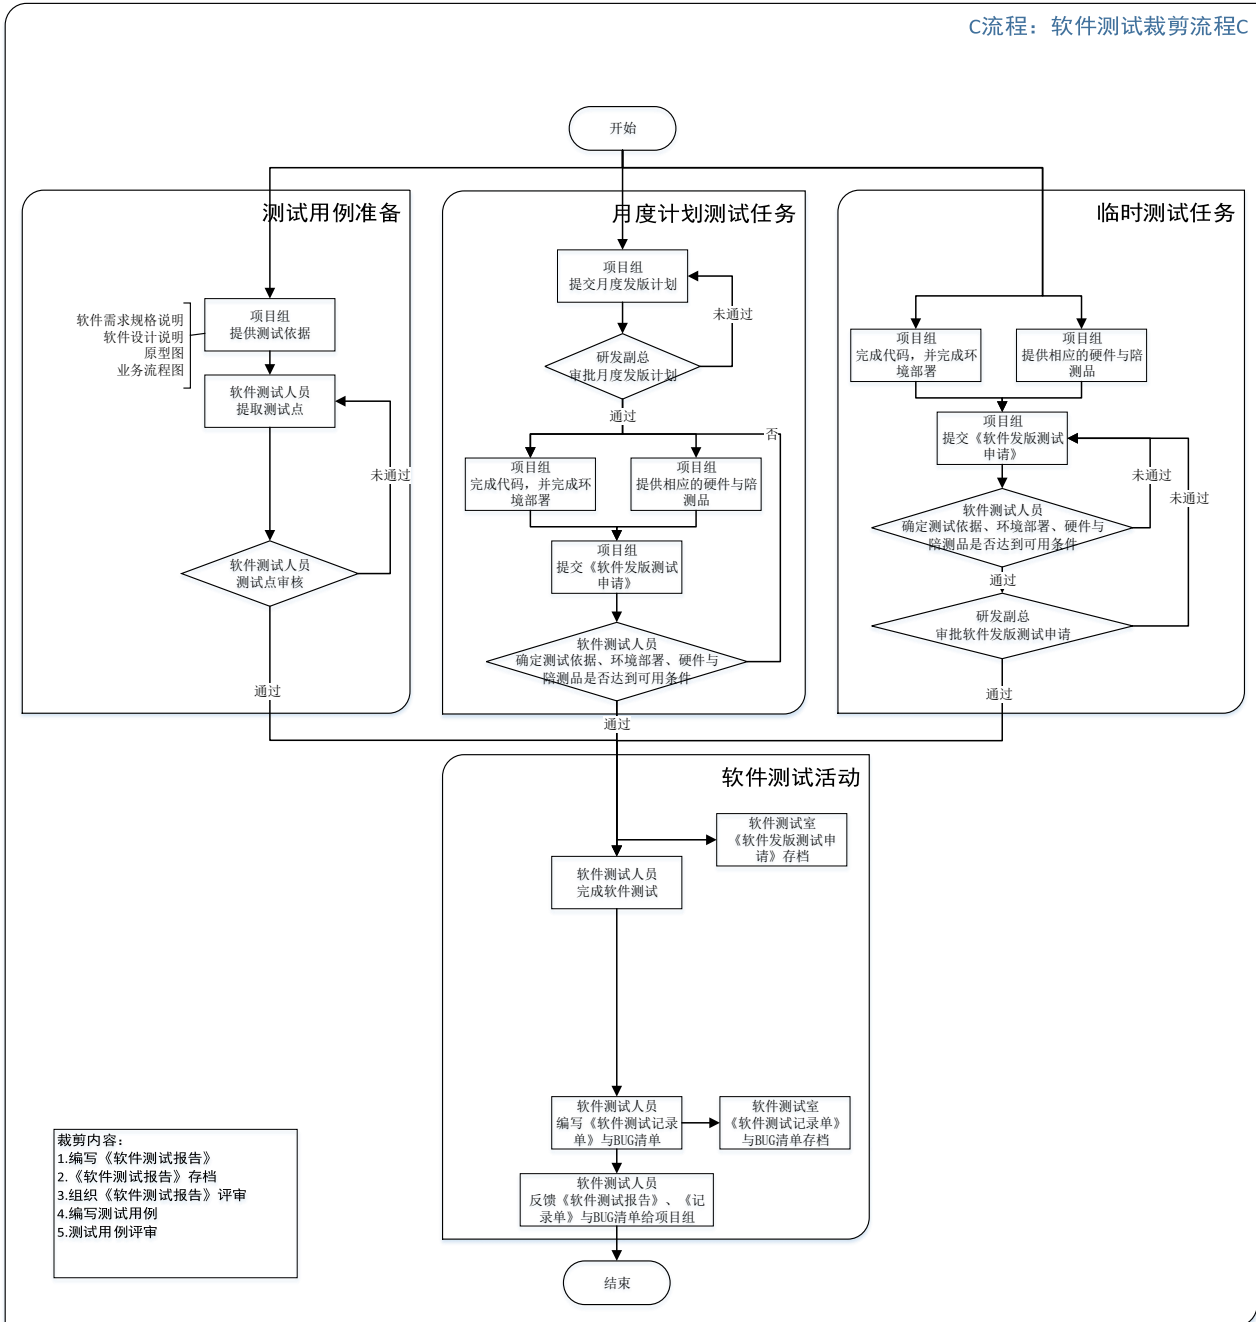 C流程：软件测试裁剪流程C
开始
测试用例准备
项目组
提供测试依据
软件需求规格说明
软件设计说明
原型图
业务流程图
软件测试人员
提取测试点
未通过
软件测试人员
测试点审核
通过
月度计划测试任务
项目组
提交月度发版计划
未通过
研发副总
审批月度发版计划
通过
否
项目组
完成代码，并完成环
境部署
项目组
提供相应的硬件与陪
测品
项目组
提交《软件发版测试
申请》
软件测试人员
确定测试依据、环境部署、硬件与
陪测品是否达到可用条件
通过
临时测试任务
项目组
完成代码，并完成环
境部署
项目组
提供相应的硬件与陪
测品
项目组
提交《软件发版测试
申请》
未通过
未通过
软件测试人员
确定测试依据、环境部署、硬件与
陪测品是否达到可用条件
通过
研发副总
审批软件发版测试申请
通过
软件测试活动
软件测试室
《软件发版测试申
请》存档
软件测试人员
完成软件测试
软件测试人员
编写《软件测试记录
单》与BUG清单
软件测试室
《软件测试记录单》
与BUG清单存档
软件测试人员
反馈《软件测试报告》、《记
录单》与BUG清单给项目组
结束
裁剪内容：
1.编写《软件测试报告》
2.《软件测试报告》存档
3.组织《软件测试报告》评审
4.编写测试用例
5.测试用例评审